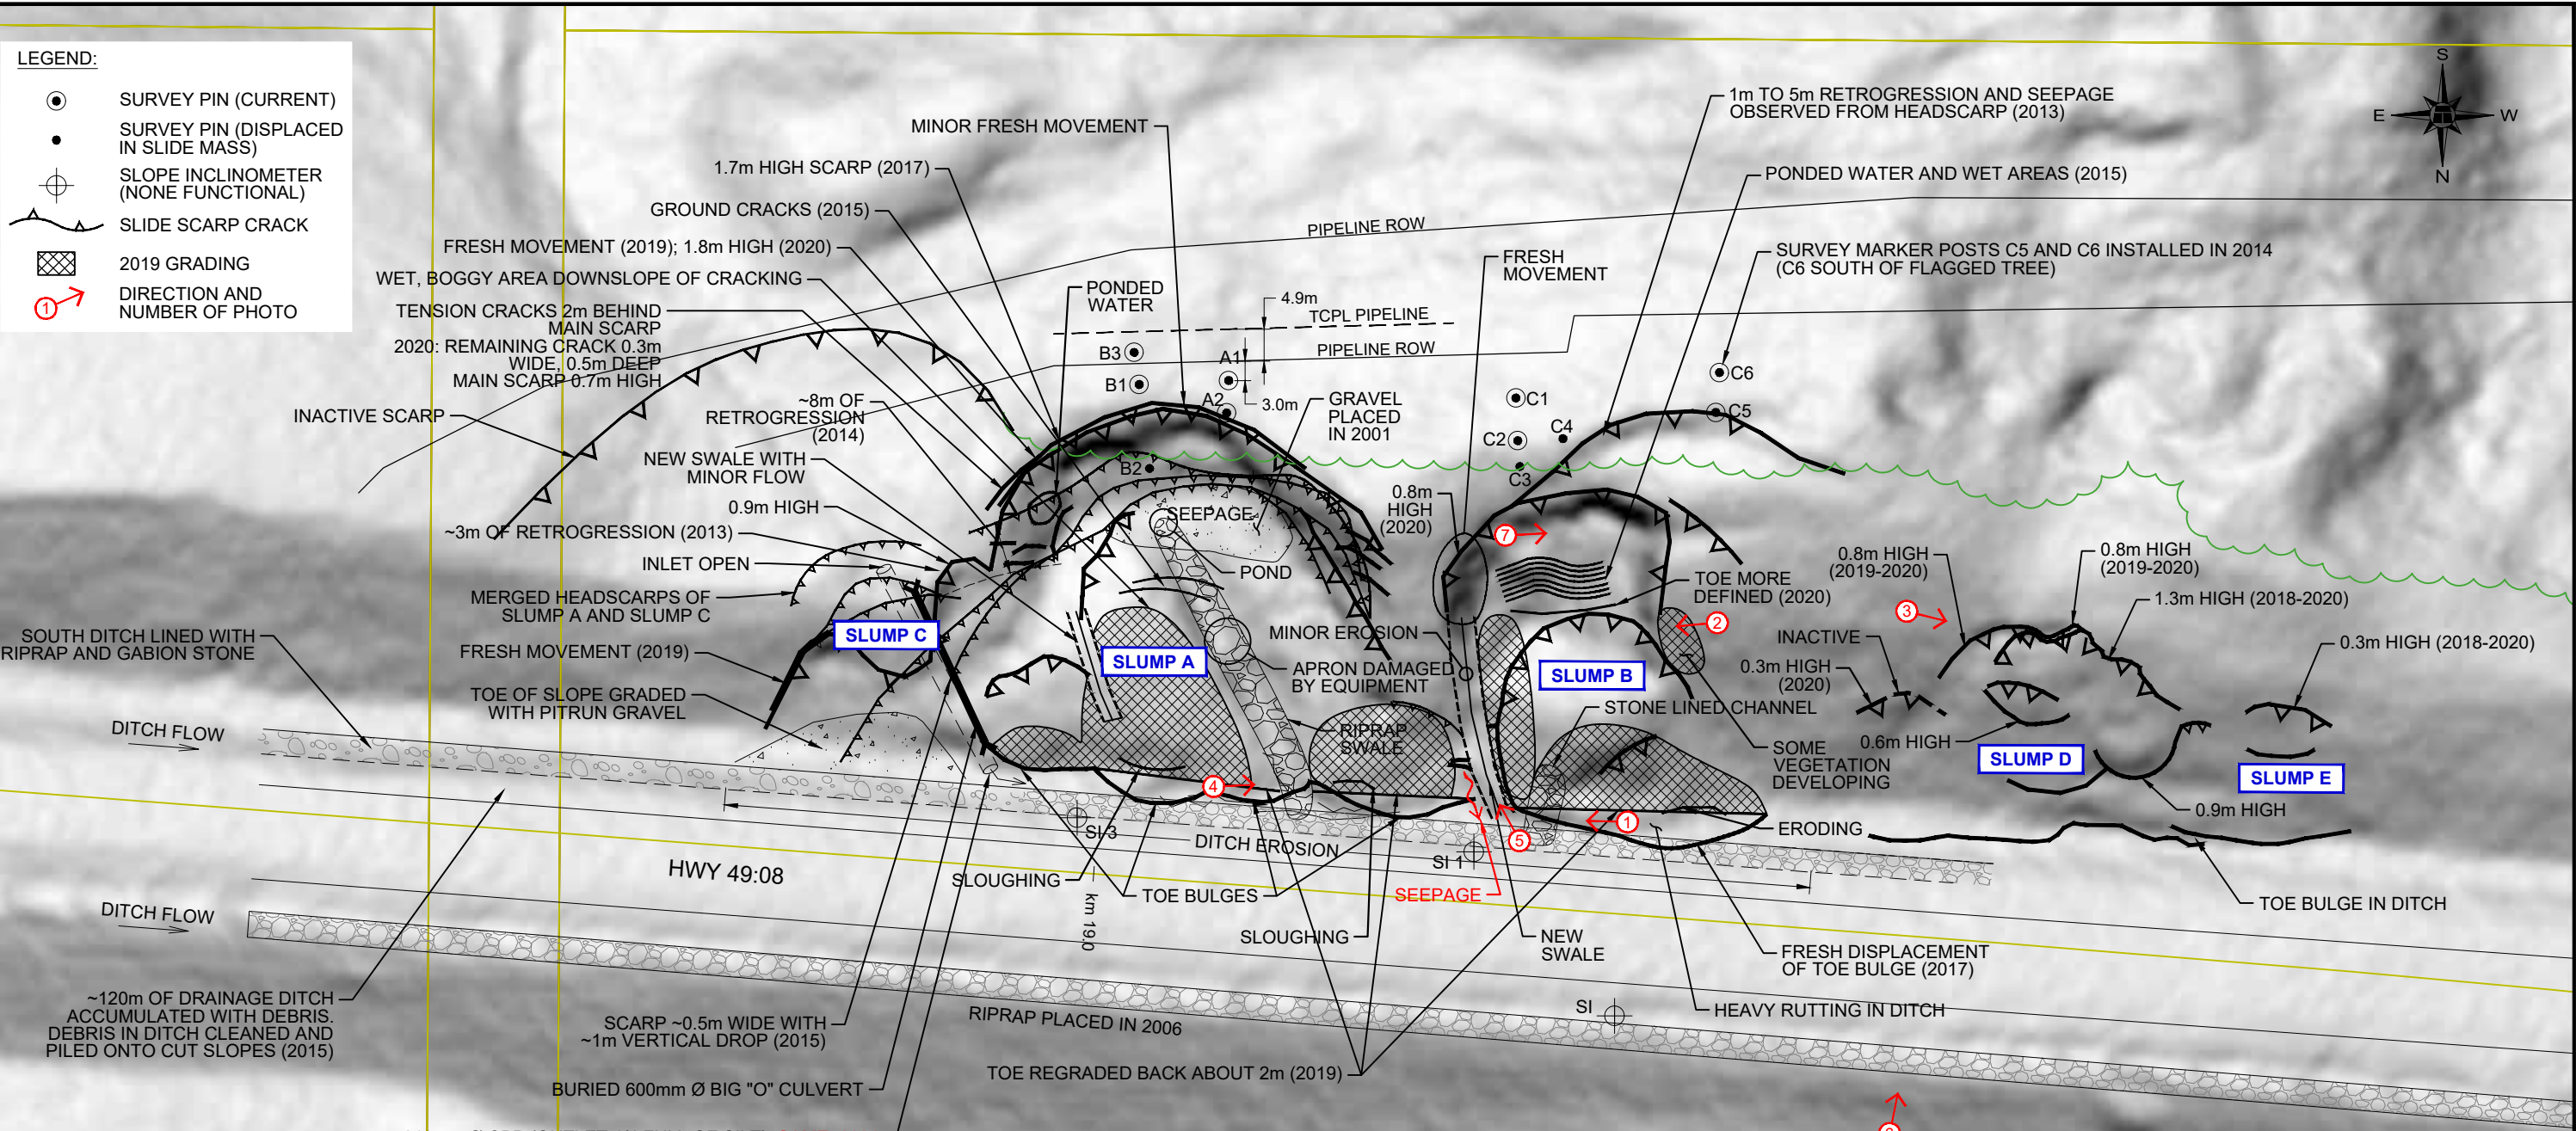 LEGEND:
SURVEY PIN (CURRENT)
SURVEY PIN (DISPLACED
IN SLIDE MASS)
SLOPE INCLINOMETER
(NONE FUNCTIONAL)
SLIDE SCARP CRACK
2019 GRADING
1
DIRECTION AND
NUMBER OF PHOTO
S
E
W
N
MINOR FRESH MOVEMENT
1.7m HIGH SCARP (2017)
GROUND CRACKS (2015)
FRESH MOVEMENT (2019); 1.8m HIGH (2020)
WET, BOGGY AREA DOWNSLOPE OF CRACKING
TENSION CRACKS 2m BEHIND
MAIN SCARP
2020: REMAINING CRACK 0.3m
WIDE, 0.5m DEEP
MAIN SCARP 0.7m HIGH
INACTIVE SCARP
~8m OF
RETROGRESSION
(2014)
NEW SWALE WITH
MINOR FLOW
0.9m HIGH
~3m OF RETROGRESSION (2013)
INLET OPEN
MERGED HEADSCARPS OF
SLUMP A AND SLUMP C
SOUTH DITCH LINED WITH
RIPRAP AND GABION STONE
FRESH MOVEMENT (2019)
TOE OF SLOPE GRADED
WITH PITRUN GRAVEL
DITCH FLOW
DITCH FLOW
~120m OF DRAINAGE DITCH
ACCUMULATED WITH DEBRIS.
DEBRIS IN DITCH CLEANED AND
PILED ONTO CUT SLOPES (2015)
1m TO 5m RETROGRESSION AND SEEPAGE
OBSERVED FROM HEADSCARP (2013)
PONDED WATER AND WET AREAS (2015)
SURVEY MARKER POSTS C5 AND C6 INSTALLED IN 2014
(C6 SOUTH OF FLAGGED TREE)
PIPELINE ROW
FRESH
MOVEMENT
PONDED
WATER
4.9m
TCPL PIPELINE
PIPELINE ROW
B3
A1
B1
A2
3.0m
GRAVEL
PLACED
IN 2001
B2
C1
C2
C4
C3
C6
C5
SEEPAGE
POND
0.8m
HIGH
(2020)
7
TOE MORE
DEFINED (2020)
2
MINOR EROSION
APRON DAMAGED
BY EQUIPMENT
SLUMP C
SLUMP A
SLUMP B
SLUMP D
SLUMP E
STONE LINED CHANNEL
RIPRAP
SWALE
SOME
VEGETATION
DEVELOPING
0.8m HIGH
(2019-2020)
0.8m HIGH
(2019-2020)
3
1.3m HIGH (2018-2020)
INACTIVE
0.3m HIGH
(2020)
0.3m HIGH (2018-2020)
0.6m HIGH
0.9m HIGH
4
1
5
ERODING
SI 3
DITCH EROSION
SI 1
HWY 49:08
SLOUGHING
km 19.0
TOE BULGES
SEEPAGE
SLOUGHING
NEW
SWALE
TOE BULGE IN DITCH
FRESH DISPLACEMENT
OF TOE BULGE (2017)
SI
HEAVY RUTTING IN DITCH
RIPRAP PLACED IN 2006
SCARP ~0.5m WIDE WITH
~1m VERTICAL DROP (2015)
TOE REGRADED BACK ABOUT 2m (2019)
BURIED 600mm Ø BIG "O" CULVERT